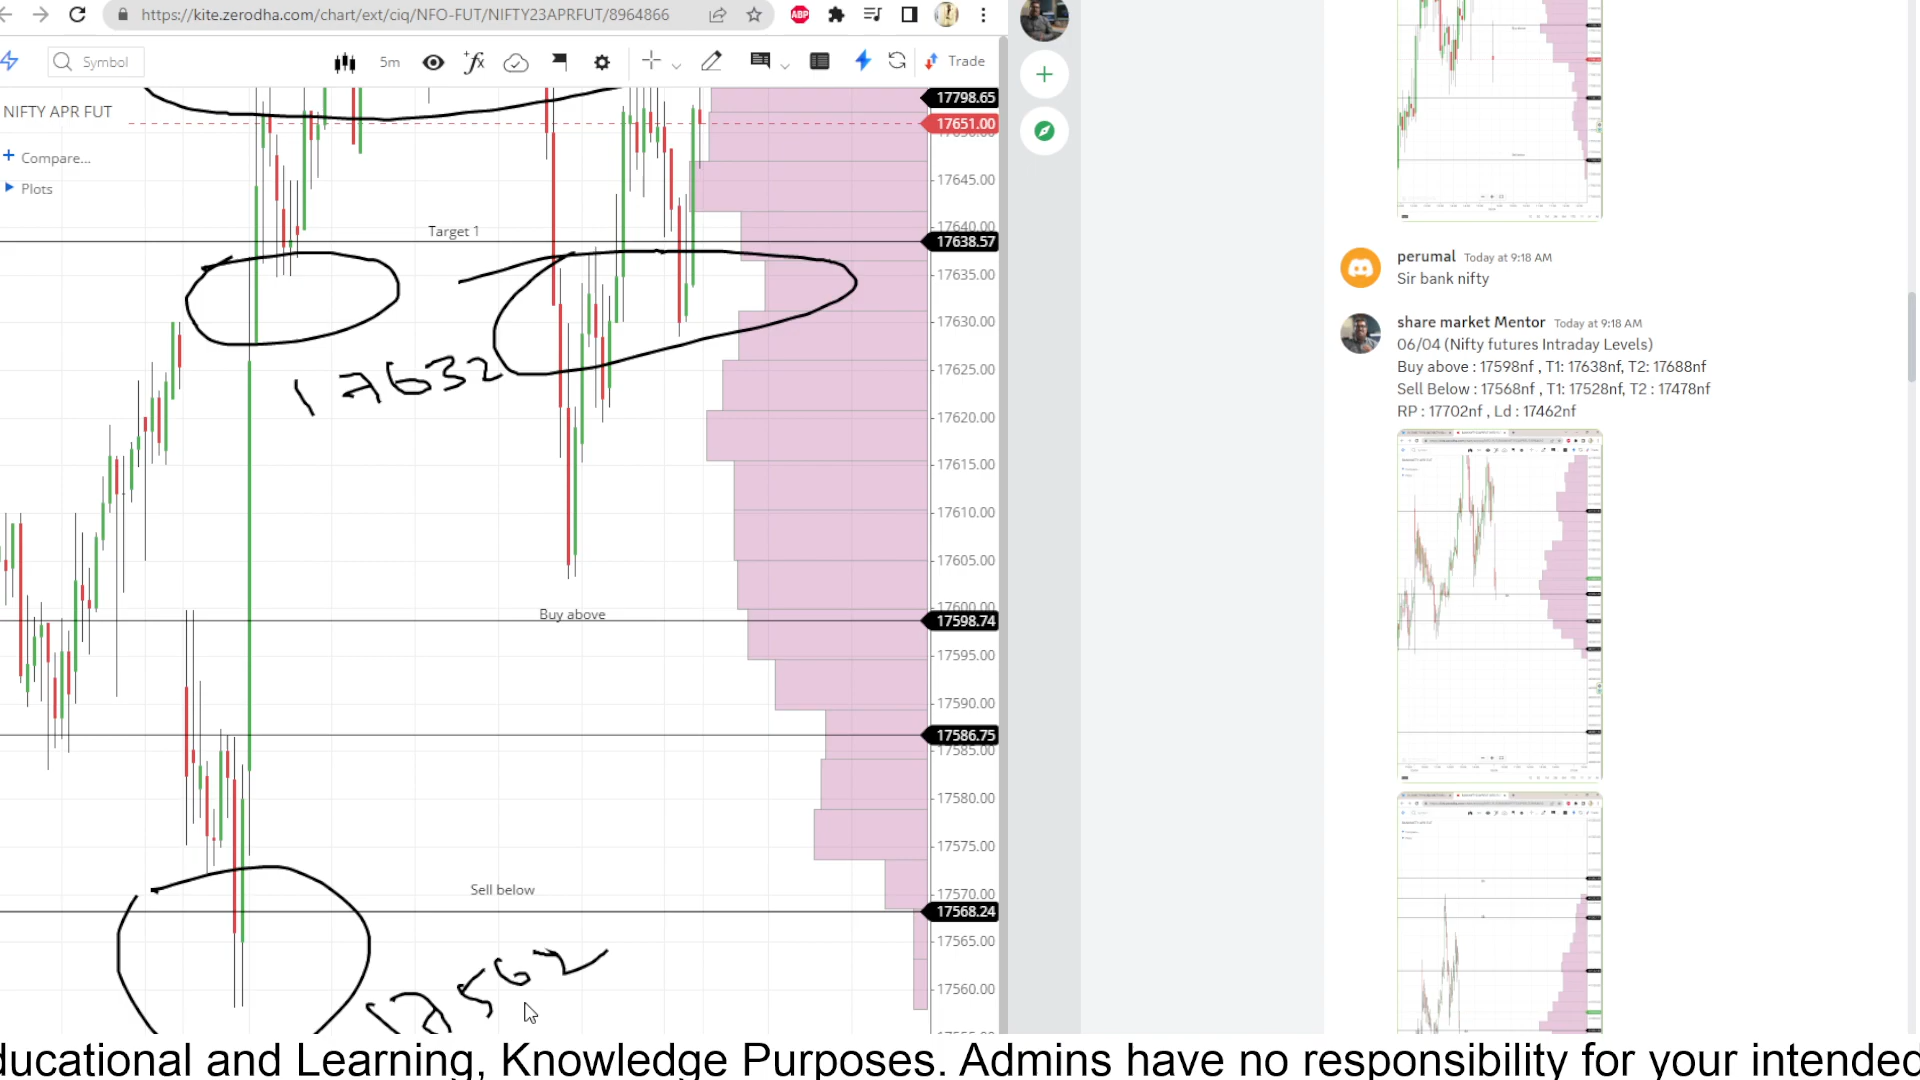 https://kite.zerodha.com/chart/ext/ciq/NFO-FUT/NIFTY23APRFUT/8964866
ABP
Symbol
5m
Trade
NIFTY APR FUT
Compare...
Plots
17798.65
17651.00
17645.00
17640.00
Target 1
17638.57
17635.00
17630.00
17632
17625.00
17620.00
17615.00
17610.00
17605.00
17600.00
Buy above
17598.74
17595.00
17590.00
17586.75
17585.00
17580.00
17575.00
17570.00
Sell below
17568.24
17565.00
17562
17560.00
perumal Today at 9:18 AM
Sir bank nifty
share market Mentor Today at 9:18 AM
06/04 (Nifty futures Intraday Levels)
Buy above : 17598nf , T1: 17638nf, T2: 17688nf
Sell Below : 17568nf , T1: 17528nf, T2 : 17478nf
RP : 17702nf , Ld : 17462nf
ducational and Learning, Knowledge Purposes. Admins have no responsibility for your intended